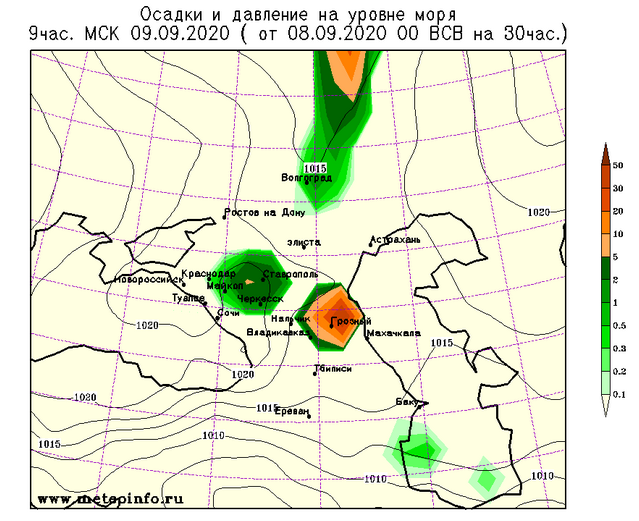 Осадки и давление на уровне моря
9час. МСК 09.09.2020 ( от 08.09.2020 00 ВСВ на 30час.)
1015
Волгоград
Ростов на Дону
1020
элиста
Астрахань
Новороссийск
Краснодар
Ставрополь
Майкоп
Туапсе
Черкесск
Сочи
1020
Нальчик
Грозный
Владикавказ
Махачкала
1015
1020
Тбилиси
1020
1015
Ереван
Баку
1015
1010
1010
1010
www.meteoinfo.ru
50
30
20
10
5
2
1
0.5
0.3
0.2
0.1